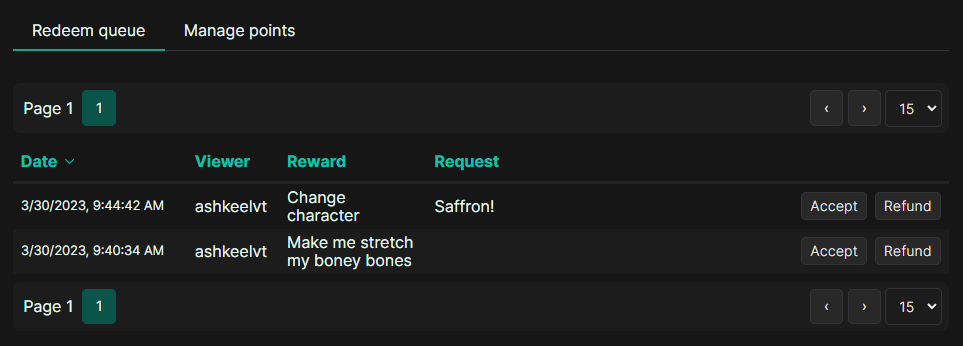 Redeem queue Manage points
Page 1 1 ‹ › 15
Date Viewer Reward Request
3/30/2023, 9:44:42 AM ashkeelvt Change character Saffron! Accept Refund
3/30/2023, 9:40:34 AM ashkeelvt Make me stretch my boney bones Accept Refund
Page 1 1 ‹ › 15